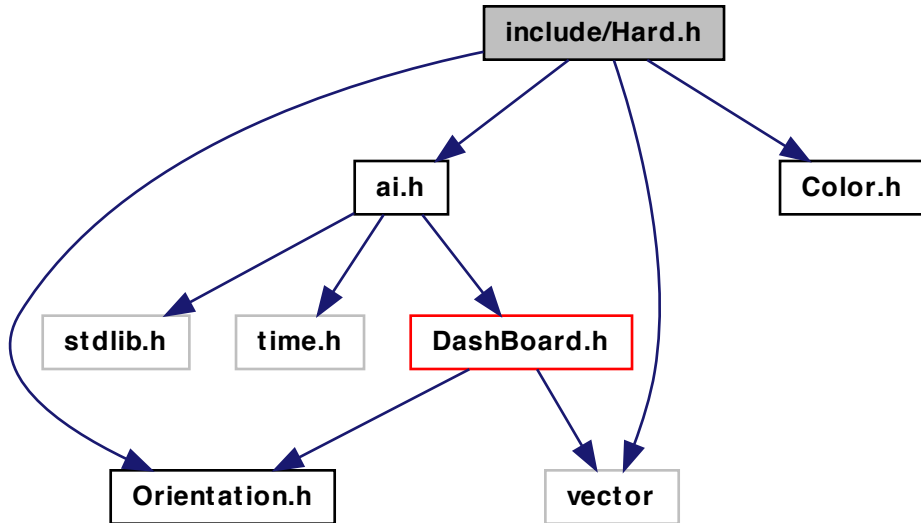 include/Hard.h
ai.h
Color.h
stdlib.h
time.h
DashBoard.h
Orientation.h
vector